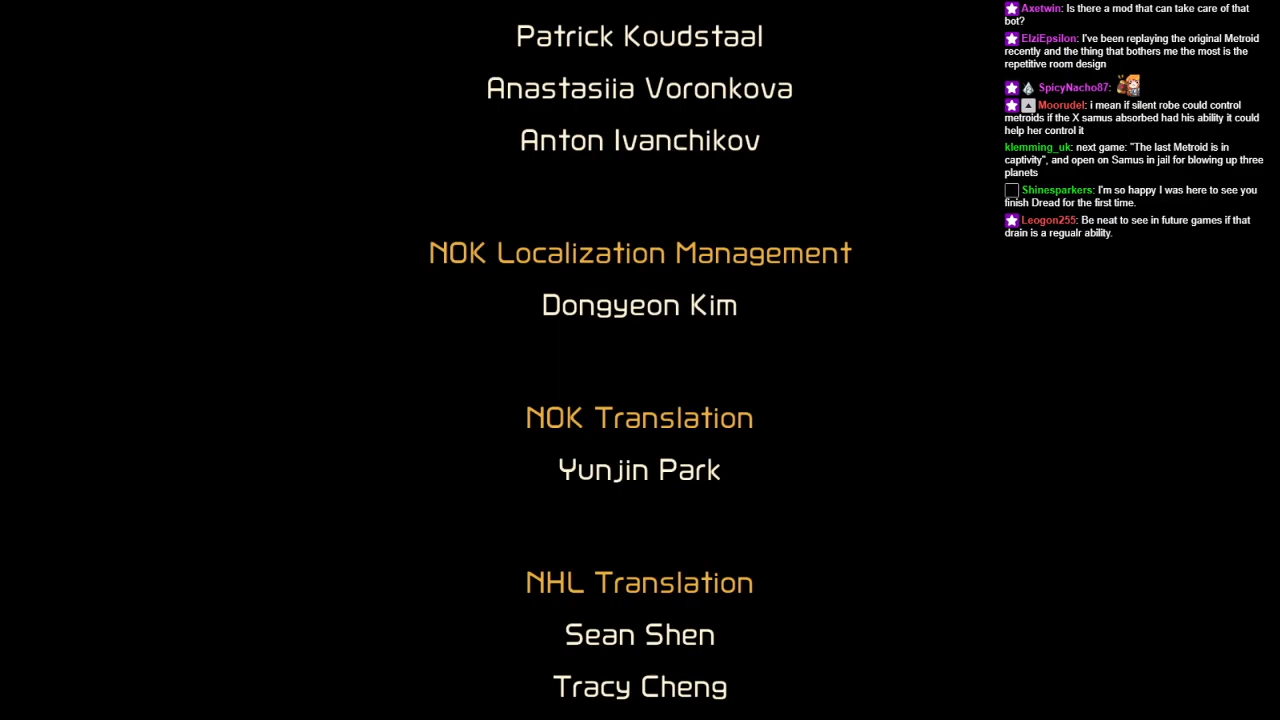 Patrick Koudstaal
Anastasiia Voronkova
Anton Ivanchikov
NOK Localization Management
Dongyeon Kim
NOK Translation
Yunjin Park
NHL Translation
Sean Shen
Tracy Cheng
Axetwin: Is there a mod that can take care of that
bot?
ElziEpsilon: I've been replaying the original Metroid
recently and the thing that bothers me the most is the
repetitive room design
SpicyNacho87:
Moorudel: i mean if silent robe could control
metroids if the X samus absorbed had his ability it could
help her control it
klemming_uk: next game: "The last Metroid is in
captivity", and open on Samus in jail for blowing up three
planets
Shinesparkers: I'm so happy I was here to see you
finish Dread for the first time.
Leogon255: Be neat to see in future games if that
drain is a regualr ability.